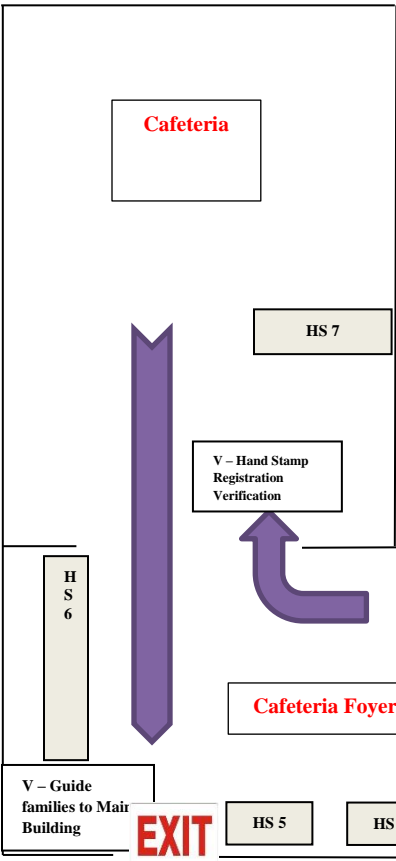 Cafeteria
HS 7
V – Hand Stamp
Registration
Verification
H
S
6
Cafeteria Foyer
V – Guide
families to Main
Building
EXIT
HS 5
HS